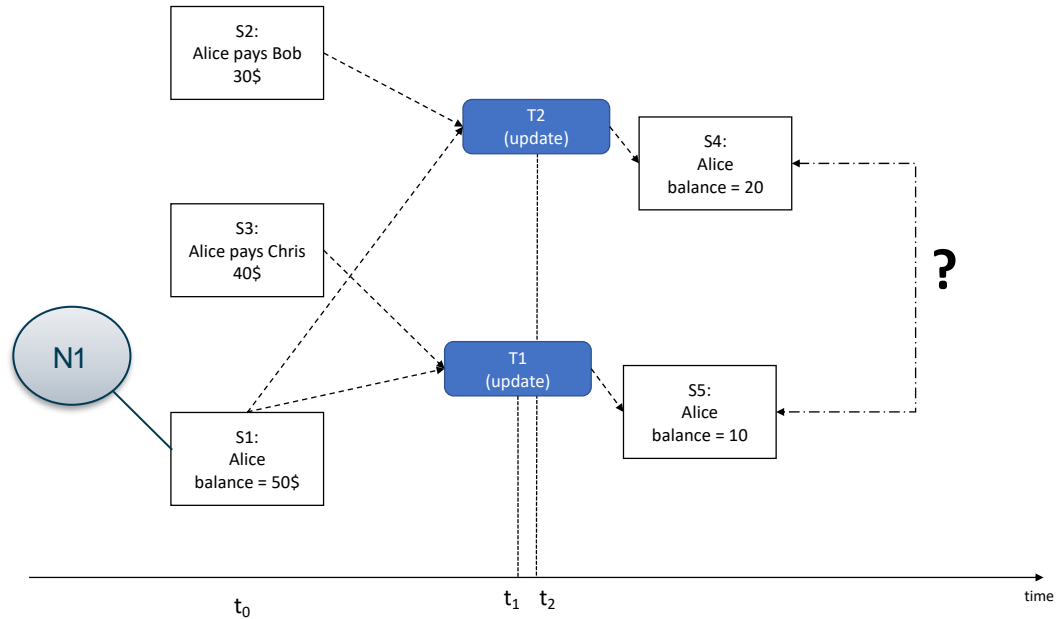 S2:
Alice pays Bob
30$
T2
(update)
S4:
Alice
balance = 20
S3:
Alice pays Chris
40$
?
N1
T1
(update)
S5:
Alice
balance = 10
S1:
Alice
balance = 50$
t0
t1
t2
time